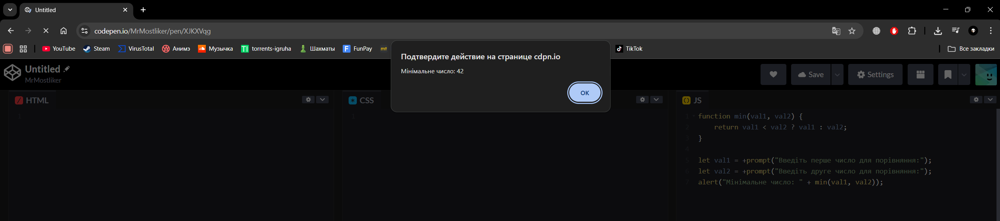 Untitled
codepen.io/MrMostliker/pen/XJKXVqg
YouTube Steam VirusTotal Анимэ Музычка torrents-igruha Шахматы FunPay mt TikTok Все закладки
Подтвердите действие на странице cdpn.io
Мінімальне число: 42
OK
Untitled
MrMostliker
Save
Settings
HTML
1
CSS
1
JS
1 function min(val1, val2) {
2 return val1 < val2 ? val1 : val2;
3 }
4
5 let val1 = +prompt("Введіть перше число для порівняння:");
6 let val2 = +prompt("Введіть друге число для порівняння:");
7 alert("Мінімальне число: " + min(val1, val2));